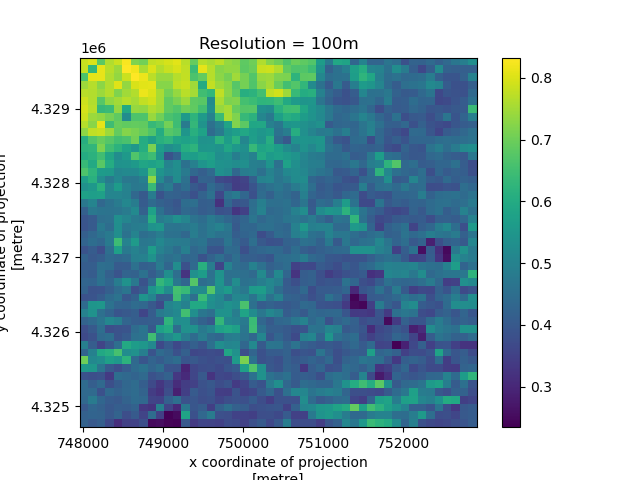 Resolution = 100m
1e6
4.329
4.328
4.327
4.326
4.325
y coordinate of projection
[metre]
748000 749000 750000 751000 752000
x coordinate of projection
[metre]
0.8
0.7
0.6
0.5
0.4
0.3